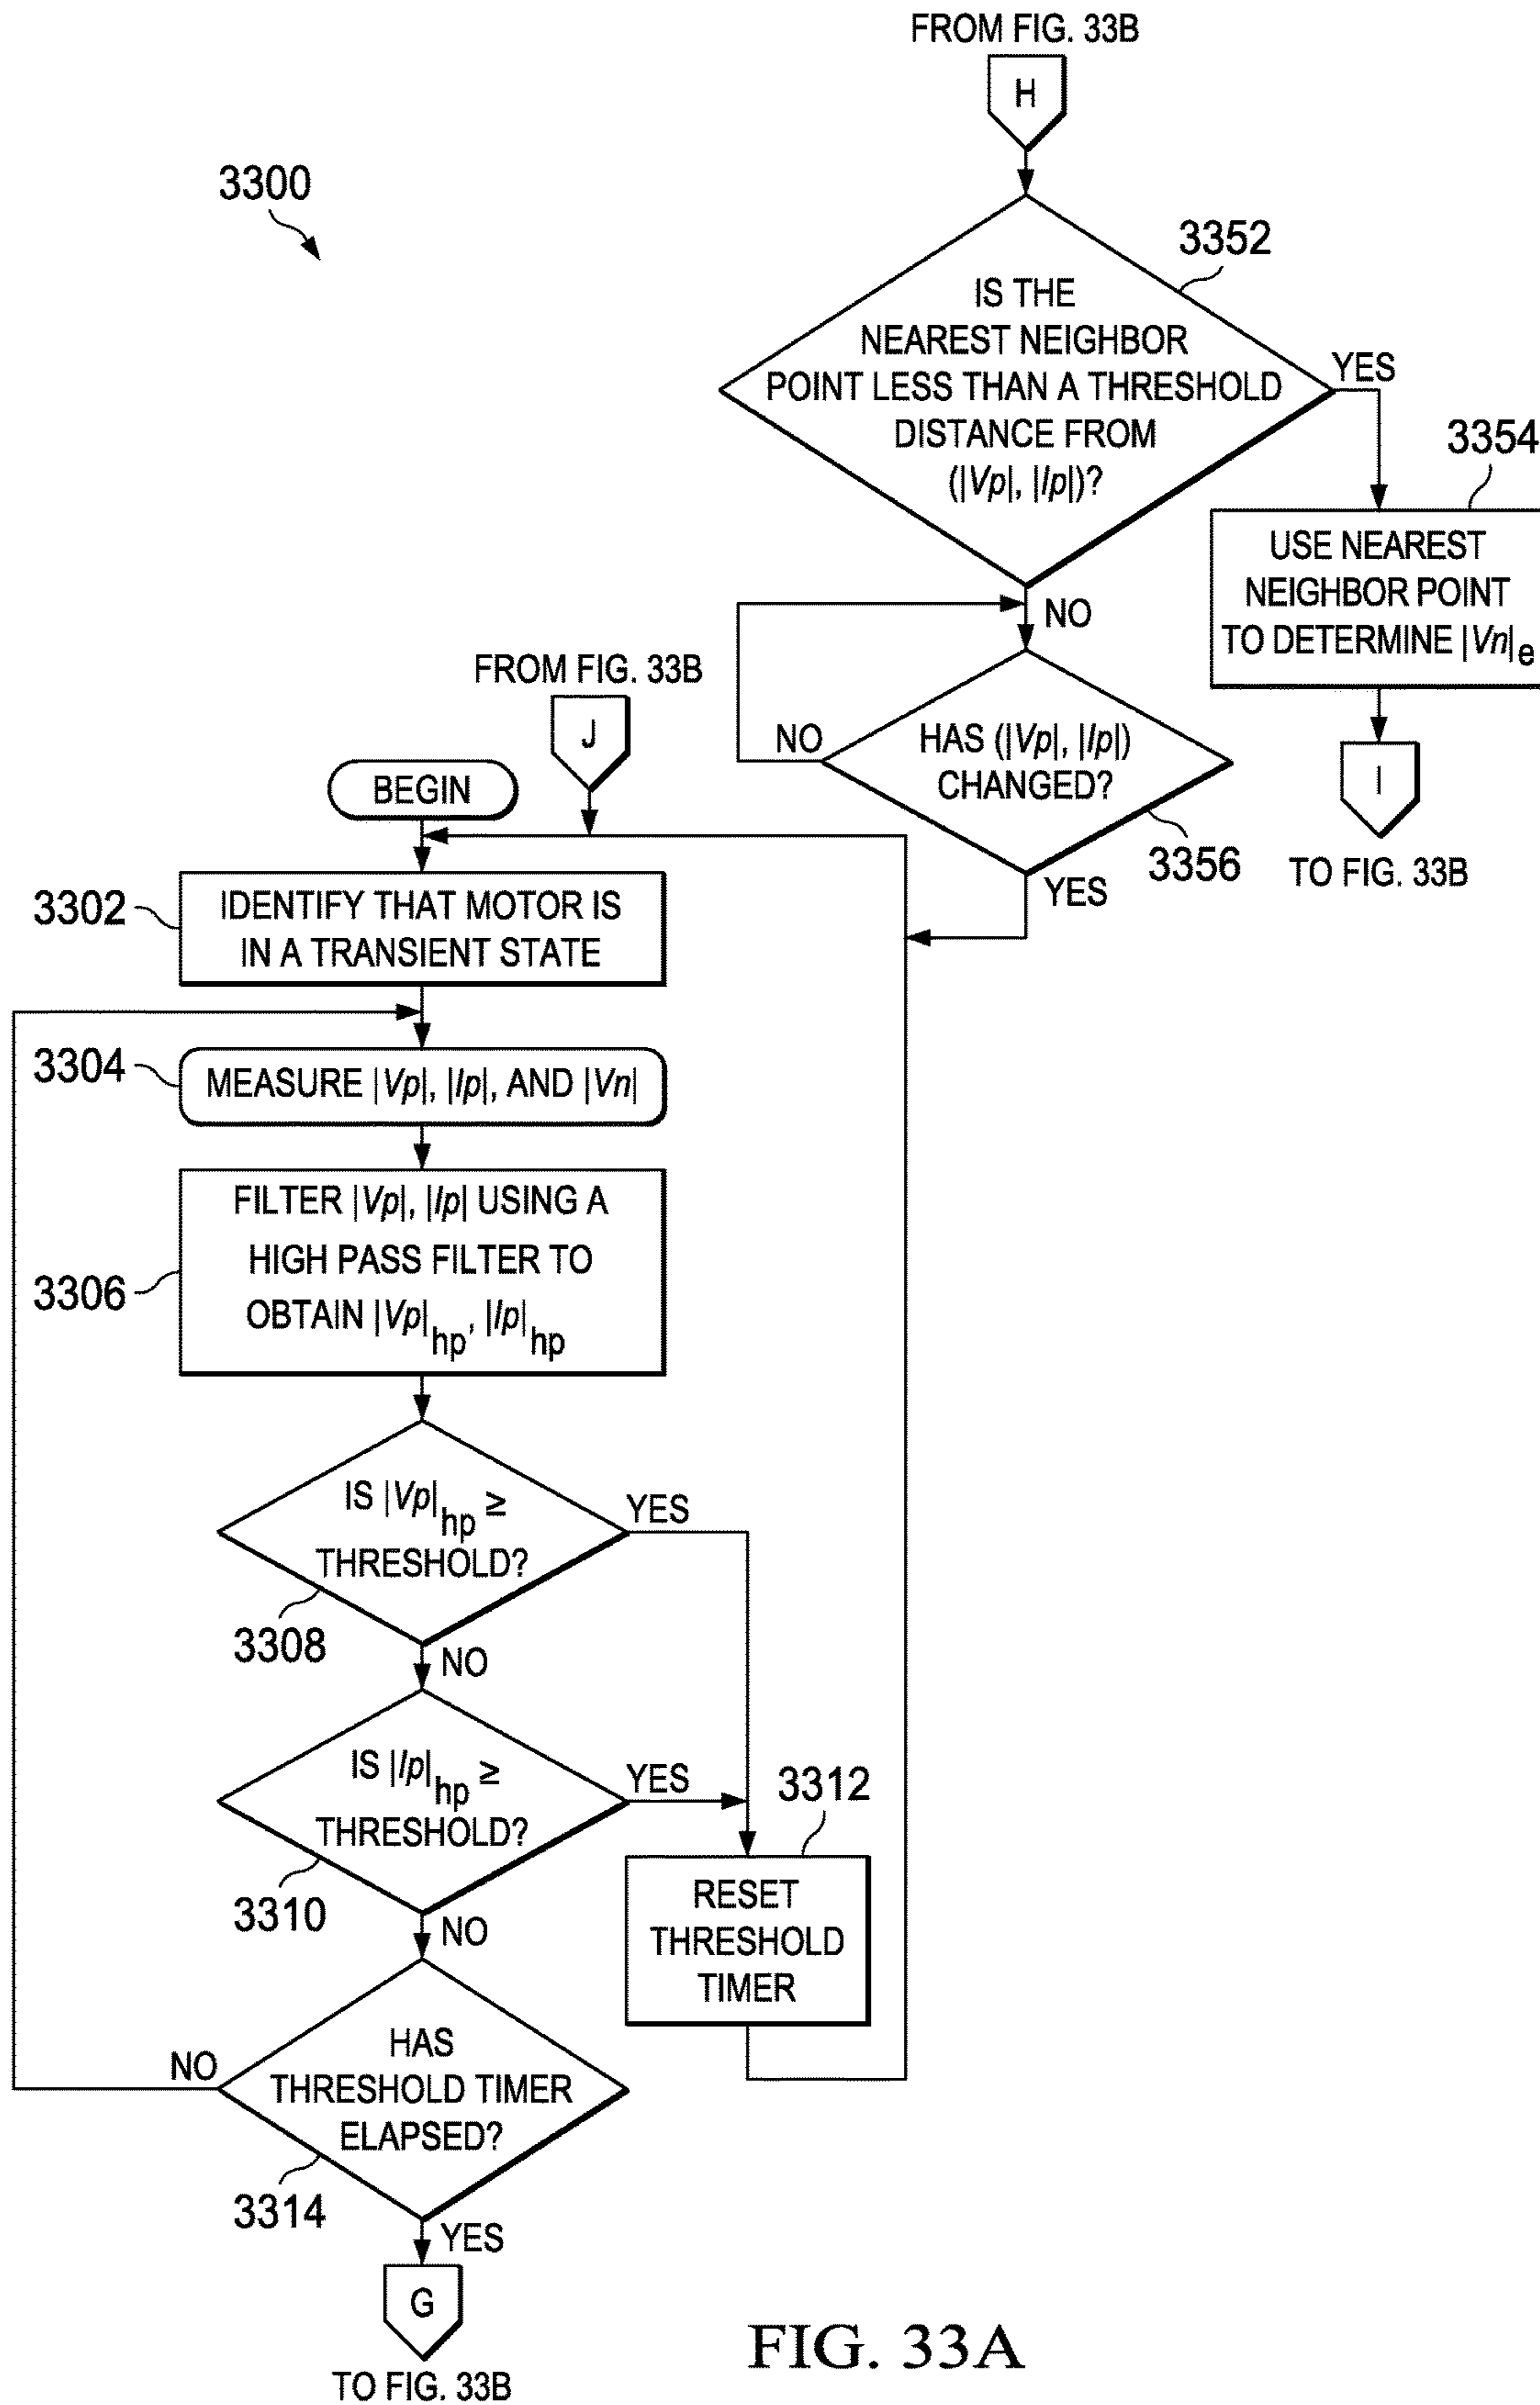 FROM FIG. 33B
H
3300
3352
IS THE
NEAREST NEIGHBOR
POINT LESS THAN A THRESHOLD
DISTANCE FROM
(|Vp|, |Ip|)?
YES
3354
USE NEAREST
NEIGHBOR POINT
TO DETERMINE |Vn|e
I
TO FIG. 33B
NO
HAS (|Vp|, |Ip|)
CHANGED?
NO
3356
YES
FROM FIG. 33B
J
BEGIN
3302
IDENTIFY THAT MOTOR IS
IN A TRANSIENT STATE
3304
MEASURE |Vp|, |Ip|, AND |Vn|
3306
FILTER |Vp|, |Ip| USING A
HIGH PASS FILTER TO
OBTAIN |Vp|hp, |Ip|hp
IS |Vp|hp ≥
THRESHOLD?
YES
3308
NO
IS |Ip|hp ≥
THRESHOLD?
YES
3310
NO
3312
RESET
THRESHOLD
TIMER
HAS
THRESHOLD TIMER
ELAPSED?
NO
3314
YES
G
TO FIG. 33B
FIG. 33A